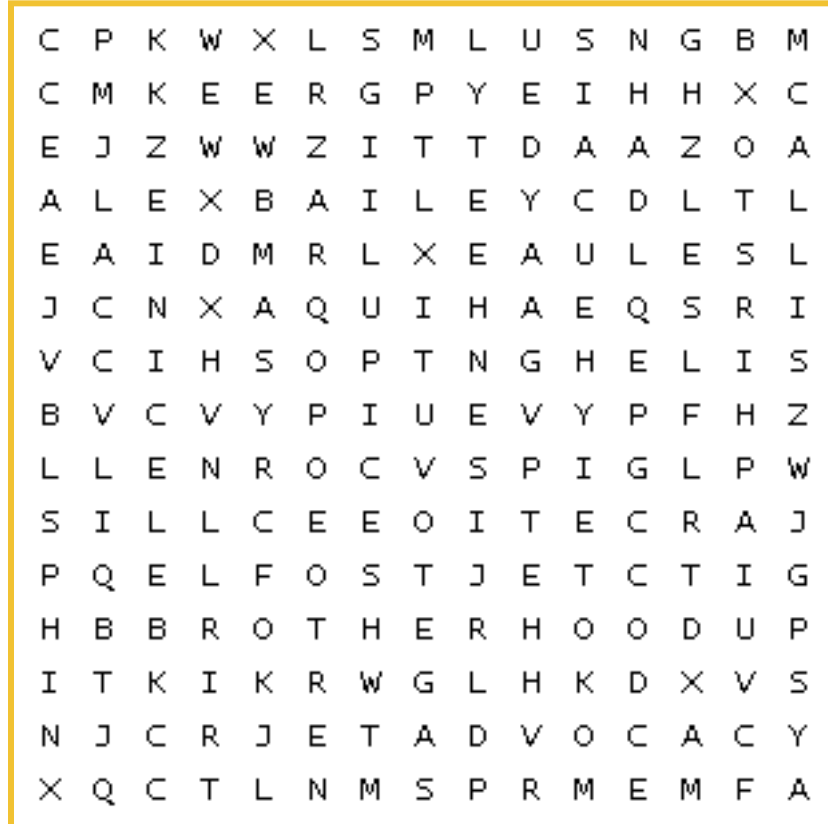 C P K W X L S M L U S N G B M
C M K E E R G P Y E I H H X C
E J Z W W Z I T T D A A Z O A
A L E X B A I L E Y C D L T L
E A I D M R L X E A U L E S L
J C N X A Q U I H A E Q S R I
V C I H S O P T N G H E L I S
B V C V Y P I U E V Y P F H Z
L L E N R O C V S P I G L P W
S I L L C E E O I T E C R A J
P Q E L F O S T J E T C T I G
H B B R O T H E R H O O D U P
I T K I K R W G L H K D X V S
N J C R J E T A D V O C A C Y
X Q C T L N M S P R M E M F A